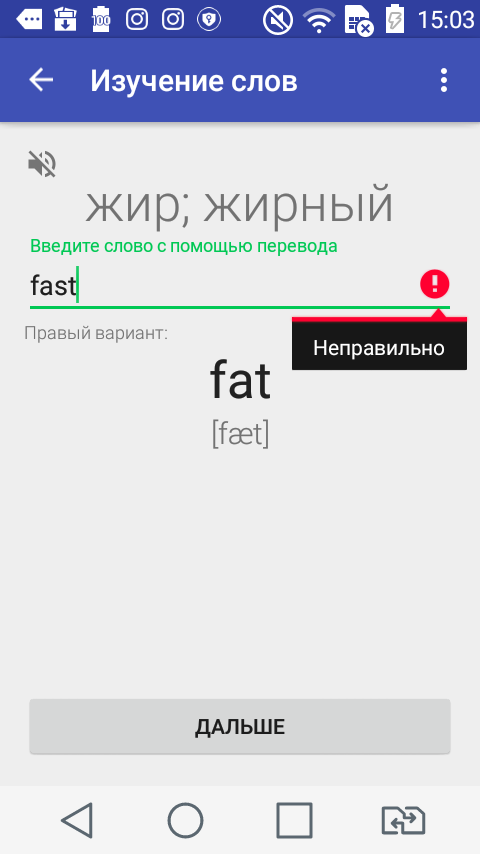 100
15:03
Изучение слов
жир; жирный
Введите слово с помощью перевода
fast
Неправильно
Правый вариант:
fat
[fæt]
ДАЛЬШЕ